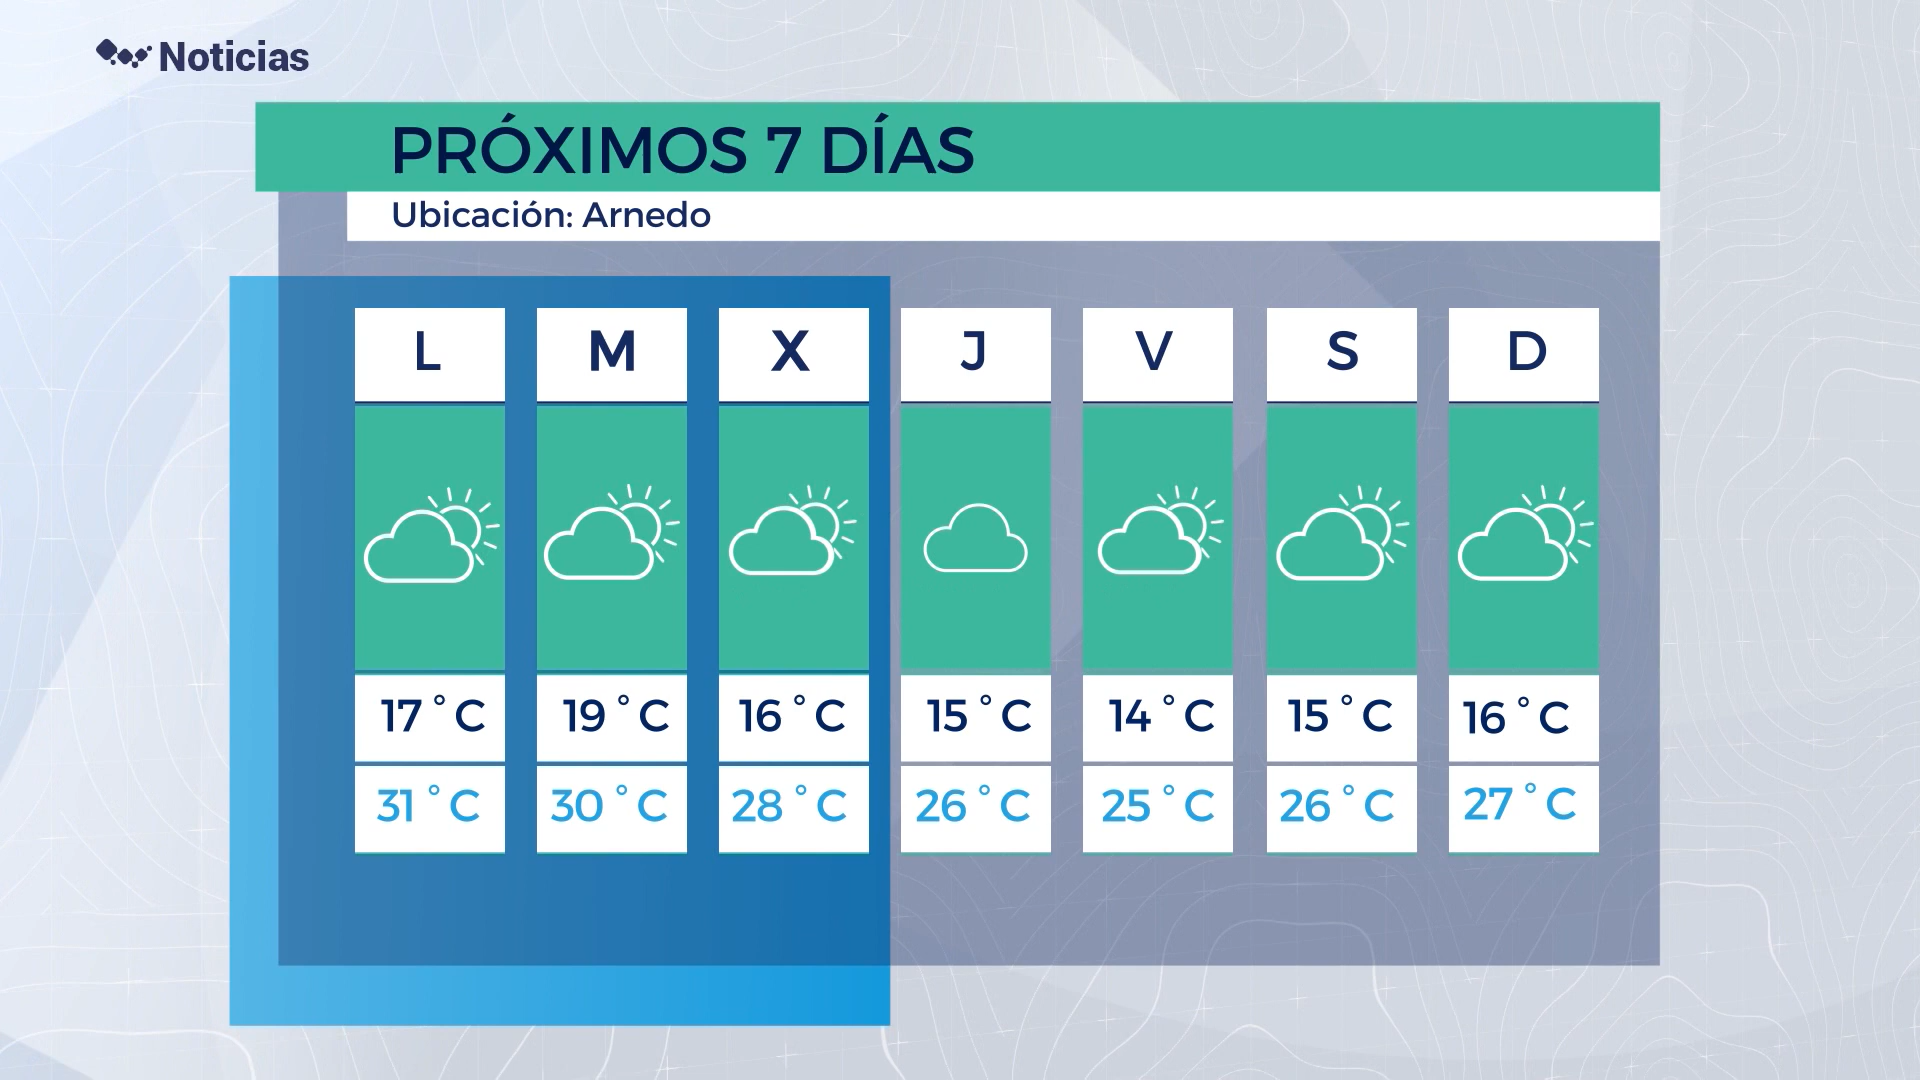 Noticias
PRÓXIMOS 7 DÍAS
Ubicación: Arnedo
L M X J V S D
17°C 19°C 16°C 15°C 14°C 15°C 16°C
31°C 30°C 28°C 26°C 25°C 26°C 27°C